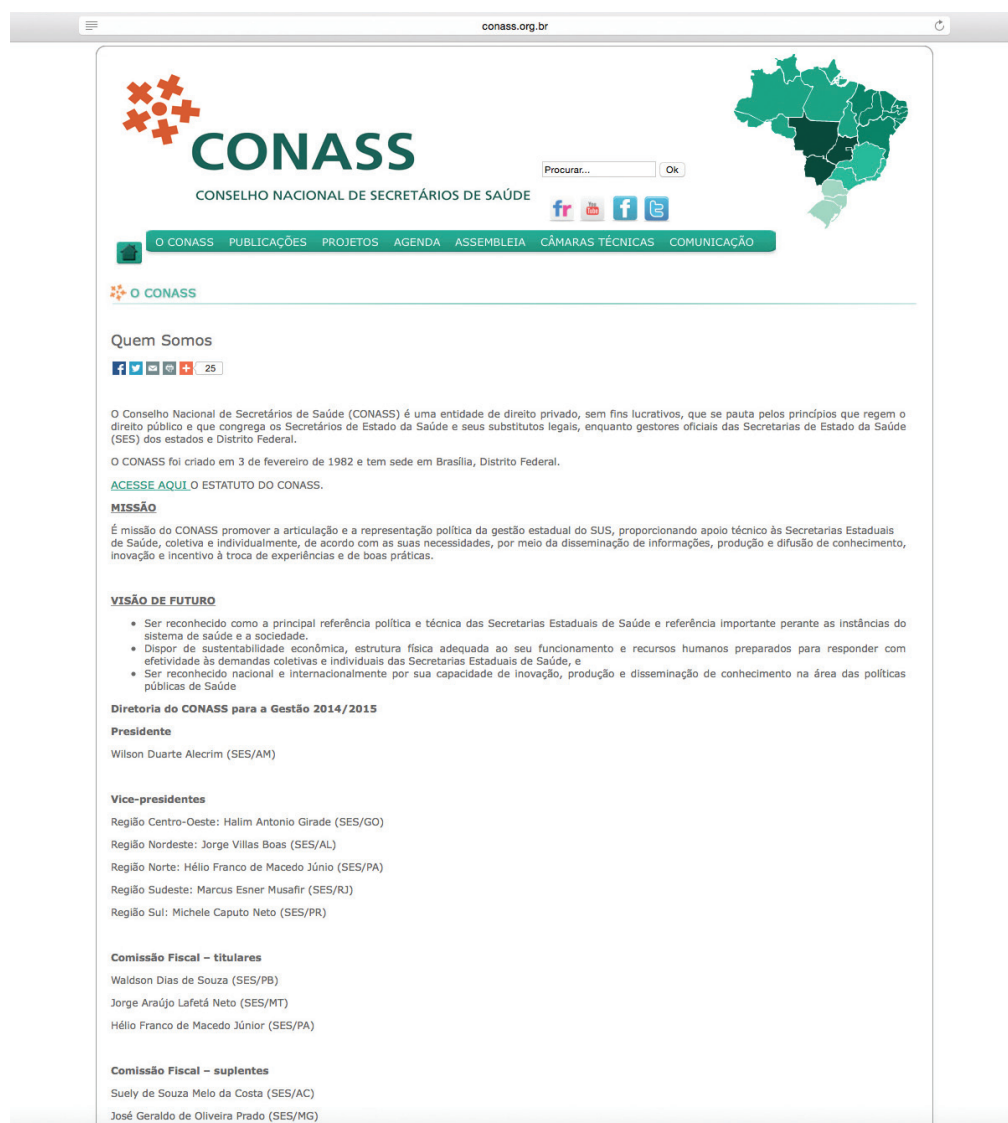 conass.org.br
CONASS
CONSELHO NACIONAL DE SECRETÁRIOS DE SAÚDE
Procurar... Ok
fr You Tube f t
O CONASS PUBLICAÇÕES PROJETOS AGENDA ASSEMBLEIA CÂMARAS TÉCNICAS COMUNICAÇÃO
O CONASS
Quem Somos
25
O Conselho Nacional de Secretários de Saúde (CONASS) é uma entidade de direito privado, sem fins lucrativos, que se pauta pelos princípios que regem o
direito público e que congrega os Secretários de Estado da Saúde e seus substitutos legais, enquanto gestores oficiais das Secretarias de Estado da Saúde
(SES) dos estados e Distrito Federal.
O CONASS foi criado em 3 de fevereiro de 1982 e tem sede em Brasília, Distrito Federal.
ACESSE AQUI O ESTATUTO DO CONASS.
MISSÃO
É missão do CONASS promover a articulação e a representação política da gestão estadual do SUS, proporcionando apoio técnico às Secretarias Estaduais
de Saúde, coletiva e individualmente, de acordo com as suas necessidades, por meio da disseminação de informações, produção e difusão de conhecimento,
inovação e incentivo à troca de experiências e de boas práticas.
VISÃO DE FUTURO
• Ser reconhecido como a principal referência política e técnica das Secretarias Estaduais de Saúde e referência importante perante as instâncias do
sistema de saúde e a sociedade.
• Dispor de sustentabilidade econômica, estrutura física adequada ao seu funcionamento e recursos humanos preparados para responder com
efetividade às demandas coletivas e individuais das Secretarias Estaduais de Saúde, e
• Ser reconhecido nacional e internacionalmente por sua capacidade de inovação, produção e disseminação de conhecimento na área das políticas
públicas de Saúde
Diretoria do CONASS para a Gestão 2014/2015
Presidente
Wilson Duarte Alecrim (SES/AM)
Vice-presidentes
Região Centro-Oeste: Halim Antonio Girade (SES/GO)
Região Nordeste: Jorge Villas Boas (SES/AL)
Região Norte: Hélio Franco de Macedo Júnio (SES/PA)
Região Sudeste: Marcus Esner Musafir (SES/RJ)
Região Sul: Michele Caputo Neto (SES/PR)
Comissão Fiscal – titulares
Waldson Dias de Souza (SES/PB)
Jorge Araújo Lafetá Neto (SES/MT)
Hélio Franco de Macedo Júnior (SES/PA)
Comissão Fiscal – suplentes
Suely de Souza Melo da Costa (SES/AC)
José Geraldo de Oliveira Prado (SES/MG)